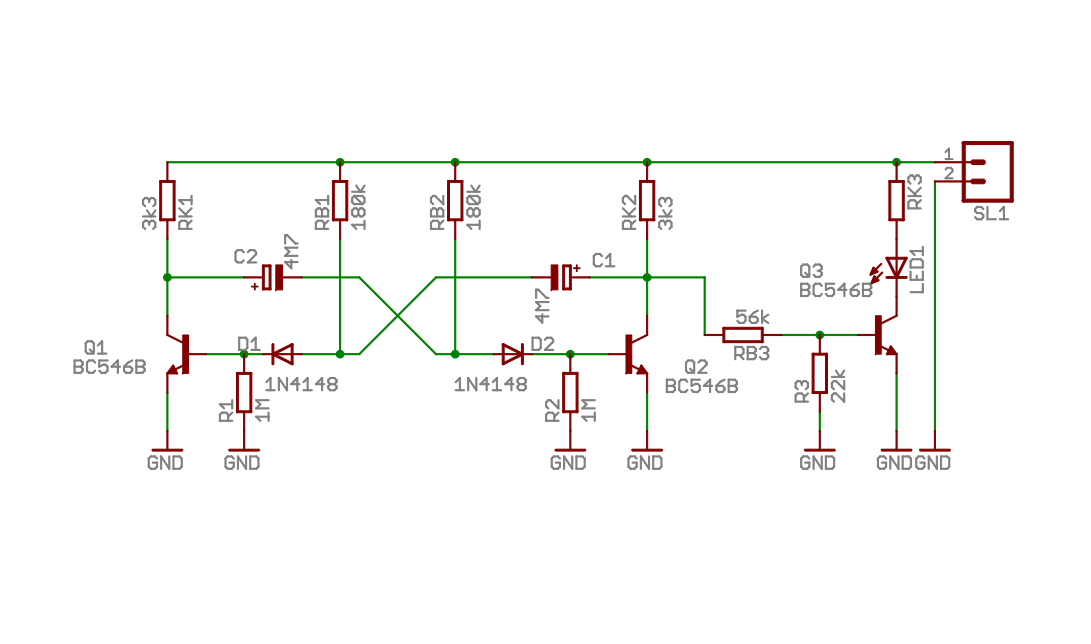 1
2
SL1
3k3
RK1
RB1
180k
RB2
180k
RK2
3k3
RK3
C2
4M7
+
C1
4M7
+
Q3
BC546B
LED1
56k
RB3
Q1
BC546B
D1
1N4148
D2
1N4148
Q2
BC546B
R1
1M
R2
1M
R3
22k
GND
GND
GND
GND
GND
GND
GND